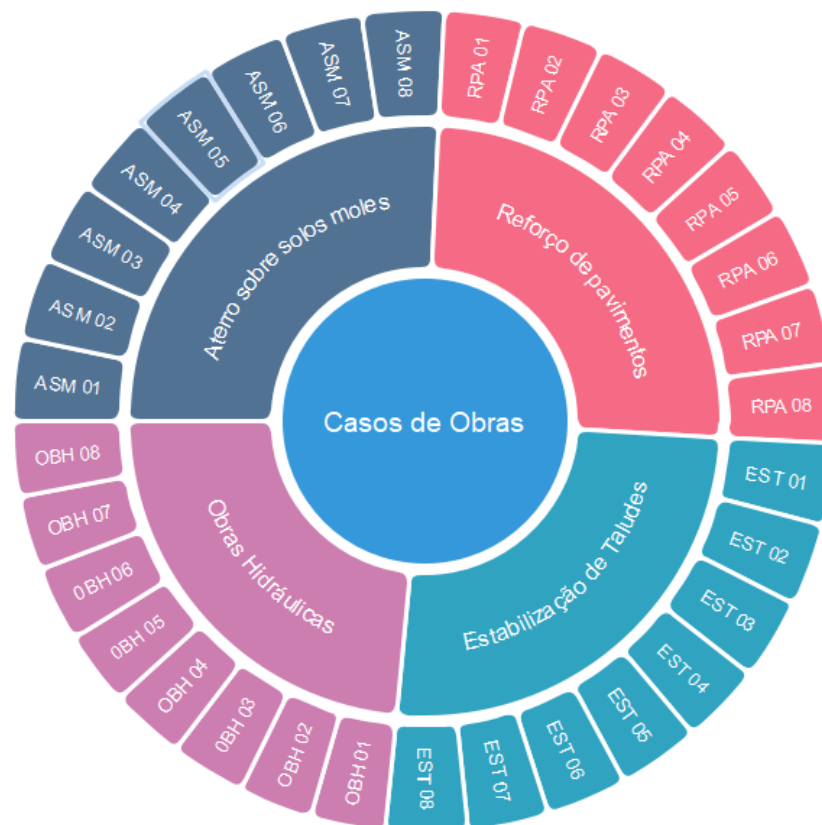 Casos de Obras
Aterro sobre solos moles
ASM 01
ASM 02
ASM 03
ASM 04
ASM 05
ASM 06
ASM 07
ASM 08
Reforço de pavimentos
RPA 01
RPA 02
RPA 03
RPA 04
RPA 05
RPA 06
RPA 07
RPA 08
Estabilização de Taludes
EST 01
EST 02
EST 03
EST 04
EST 05
EST 06
EST 07
EST 08
Obras Hidráulicas
OBH 01
OBH 02
0BH 03
OBH 04
0BH 05
0BH 06
OBH 07
OBH 08